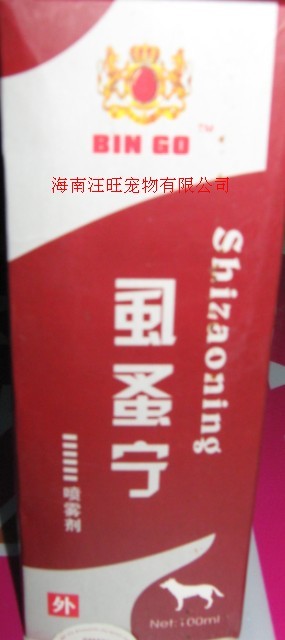 BIN GO
TM
海南汪旺宠物有限公司
Shizaoning
虱蚤宁
喷雾剂
外
Net:100ml